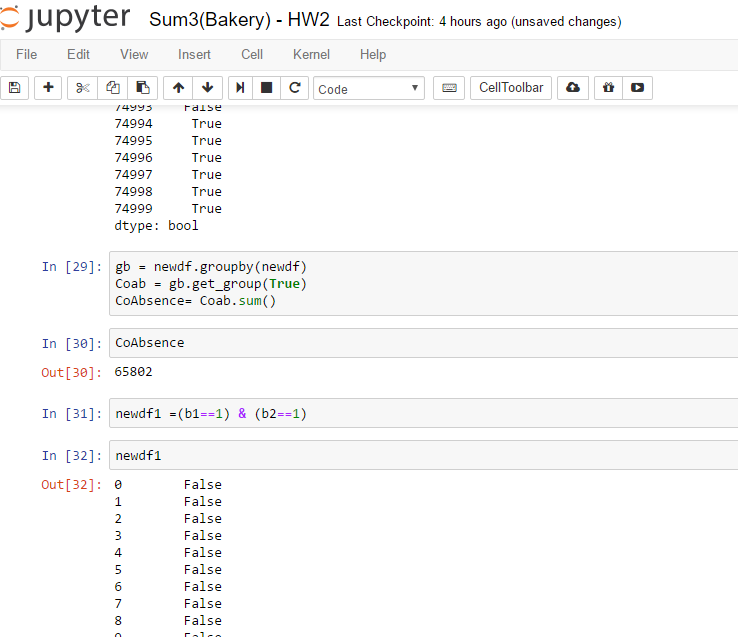 jupyter Sum3(Bakery) - HW2 Last Checkpoint: 4 hours ago (unsaved changes)
File Edit View Insert Cell Kernel Help
Code CellToolbar
74993 False
74994 True
74995 True
74996 True
74997 True
74998 True
74999 True
dtype: bool
In [29]: gb = newdf.groupby(newdf)
Coab = gb.get_group(True)
CoAbsence= Coab.sum()
In [30]: CoAbsence
Out[30]: 65802
In [31]: newdf1 =(b1==1) & (b2==1)
In [32]: newdf1
Out[32]: 0 False
1 False
2 False
3 False
4 False
5 False
6 False
7 False
8 False
9 False